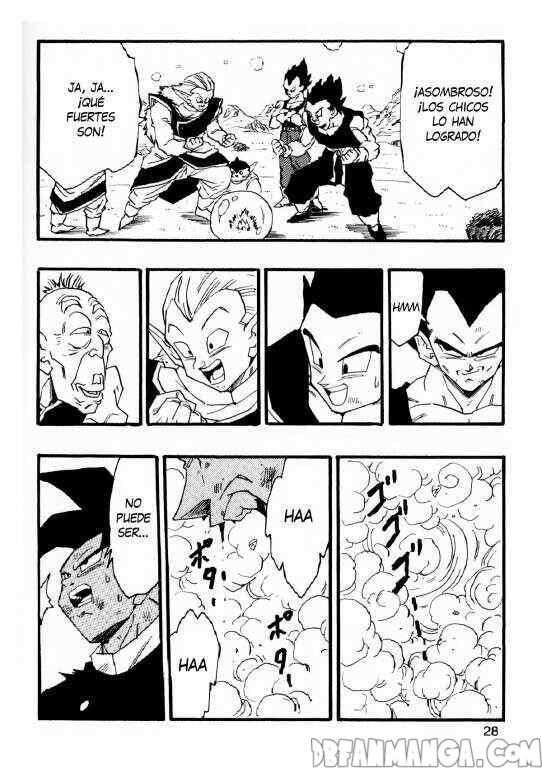 ¡ASOMBROSO!
¡LOS CHICOS
LO HAN
LOGRADO!
JA, JA...
¡QUÉ
FUERTES
SON!
HMM
ゴゴ
HAA
ポタ
ポタ
HAA
NO
PUEDE
SER...
28
DBFANMANGA.COM